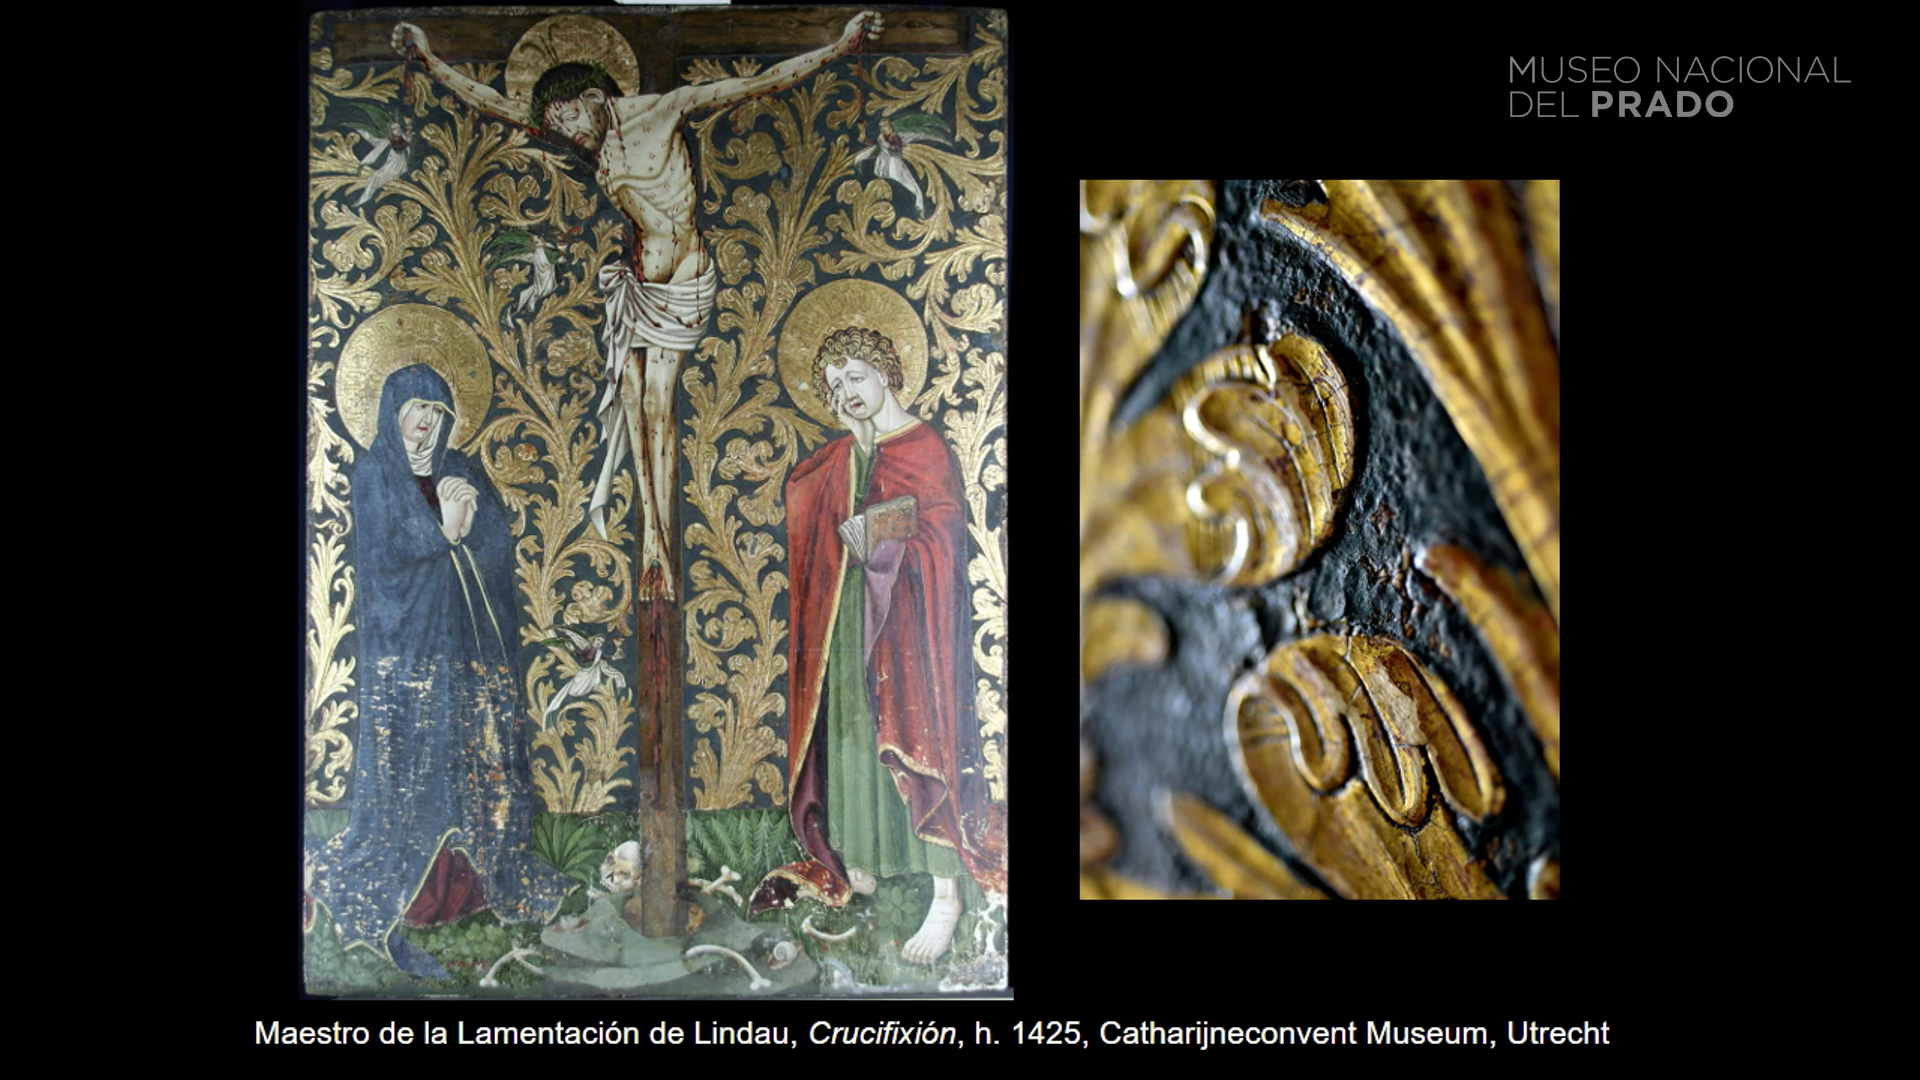 MUSEO NACIONAL
DEL PRADO
Maestro de la Lamentación de Lindau, Crucifixión, h. 1425, Catharijneconvent Museum, Utrecht